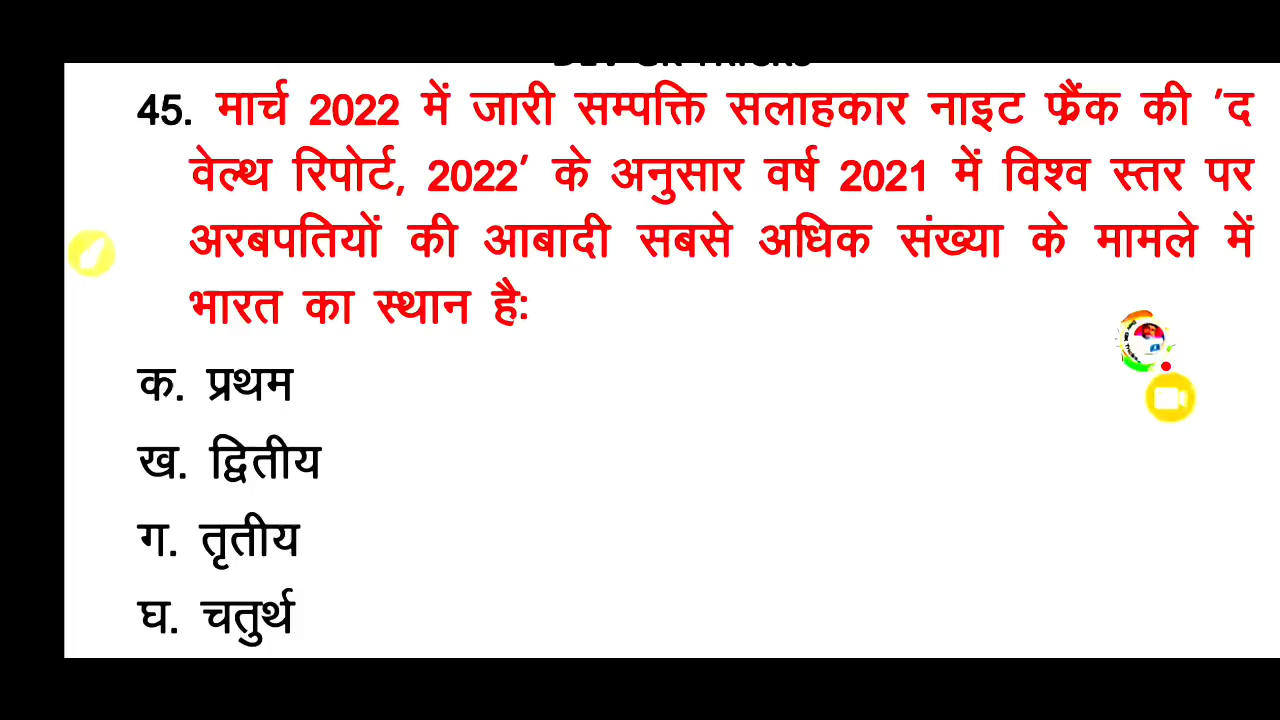 45. मार्च 2022 में जारी सम्पक्ति सलाहकार नाइट फ्रैंक की 'द
वेल्थ रिपोर्ट, 2022' के अनुसार वर्ष 2021 में विश्व स्तर पर
अरबपतियों की आबादी सबसे अधिक संख्या के मामले में
भारत का स्थान है:
क. प्रथम
ख. द्वितीय
ग. तृतीय
घ. चतुर्थ